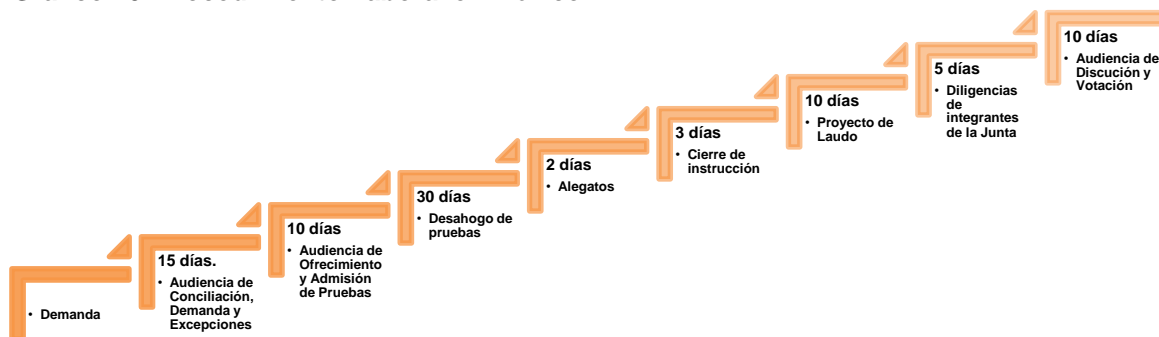 • Demanda
15 días.
• Audiencia de
Conciliación,
Demanda y
Excepciones
10 días
• Audiencia de
Ofrecimiento
y Admisión
de Pruebas
30 días
• Desahogo de
pruebas
2 días
• Alegatos
3 días
• Cierre de
instrucción
10 días
• Proyecto de
Laudo
5 días
• Diligencias
de
integrantes
de la Junta
10 días
• Audiencia de
Discución y
Votación